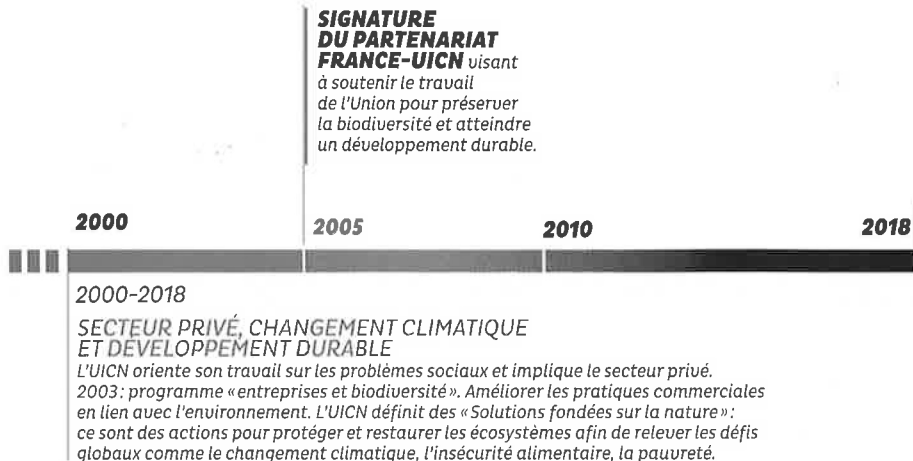 SIGNATURE
DU PARTENARIAT
FRANCE-UICN visant
à soutenir le travail
de l'Union pour préserver
la biodiversité et atteindre
un développement durable.
2000
2005
2010
2018
2000-2018
SECTEUR PRIVÉ, CHANGEMENT CLIMATIQUE
ET DÉVELOPPEMENT DURABLE
L'UICN oriente son travail sur les problèmes sociaux et implique le secteur privé.
2003 : programme « entreprises et biodiversité ». Améliorer les pratiques commerciales
en lien avec l'environnement. L'UICN définit des « Solutions fondées sur la nature » :
ce sont des actions pour protéger et restaurer les écosystèmes afin de relever les défis
globaux comme le changement climatique, l'insécurité alimentaire, la pauvreté.